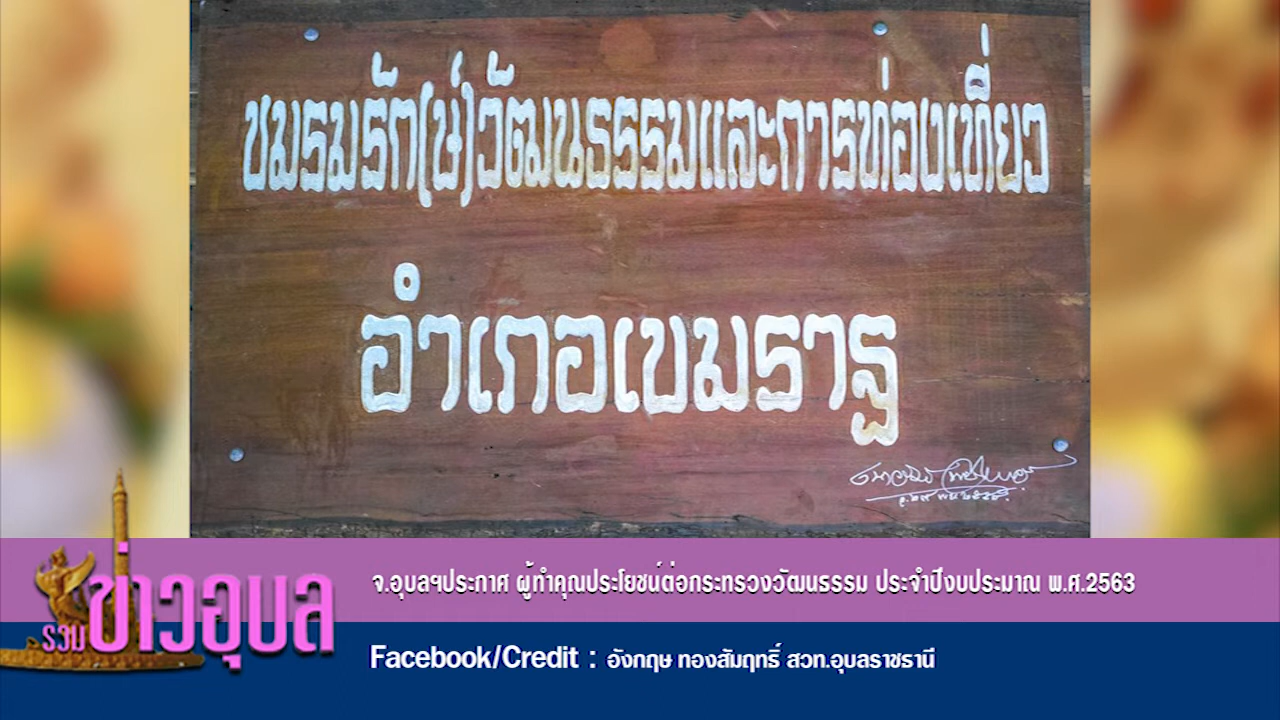 ชมรมรัก(ษ์)วัฒนธรรมและการท่องเที่ยว
อำเภอเขมราฐ
รวมข่าวอุบล
จ.อุบลฯประกาศ ผู้ทำคุณประโยชน์ต่อกระทรวงวัฒนธรรม ประจำปีงบประมาณ พ.ศ.2563
Facebook/Credit : อังกฤษ ทองสัมฤทธิ์ สวท.อุบลราชธานี